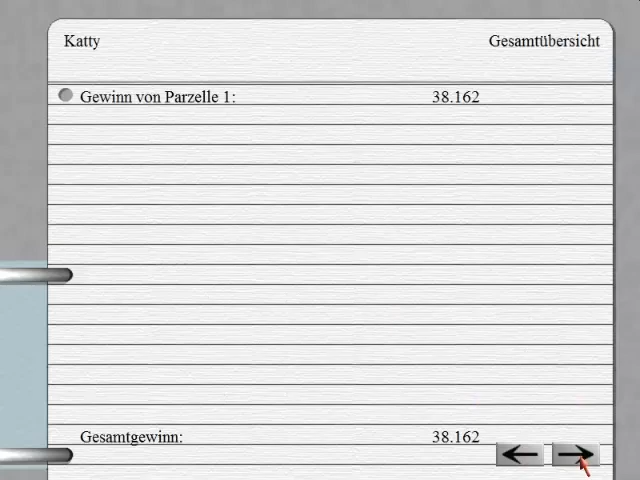 Katty Gesamtübersicht
Gewinn von Parzelle 1: 38.162
Gesamtgewinn: 38.162